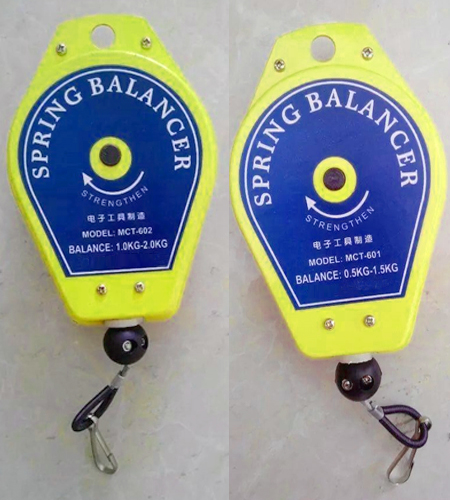 SPRING BALANCER
STRENGTHEN
电子工具制造
MODEL: MCT-602
BALANCE: 1.0KG-2.0KG
SPRING BALANCER
STRENGTHEN
电子工具制造
MODEL: MCT-601
BALANCE: 0.5KG-1.5KG